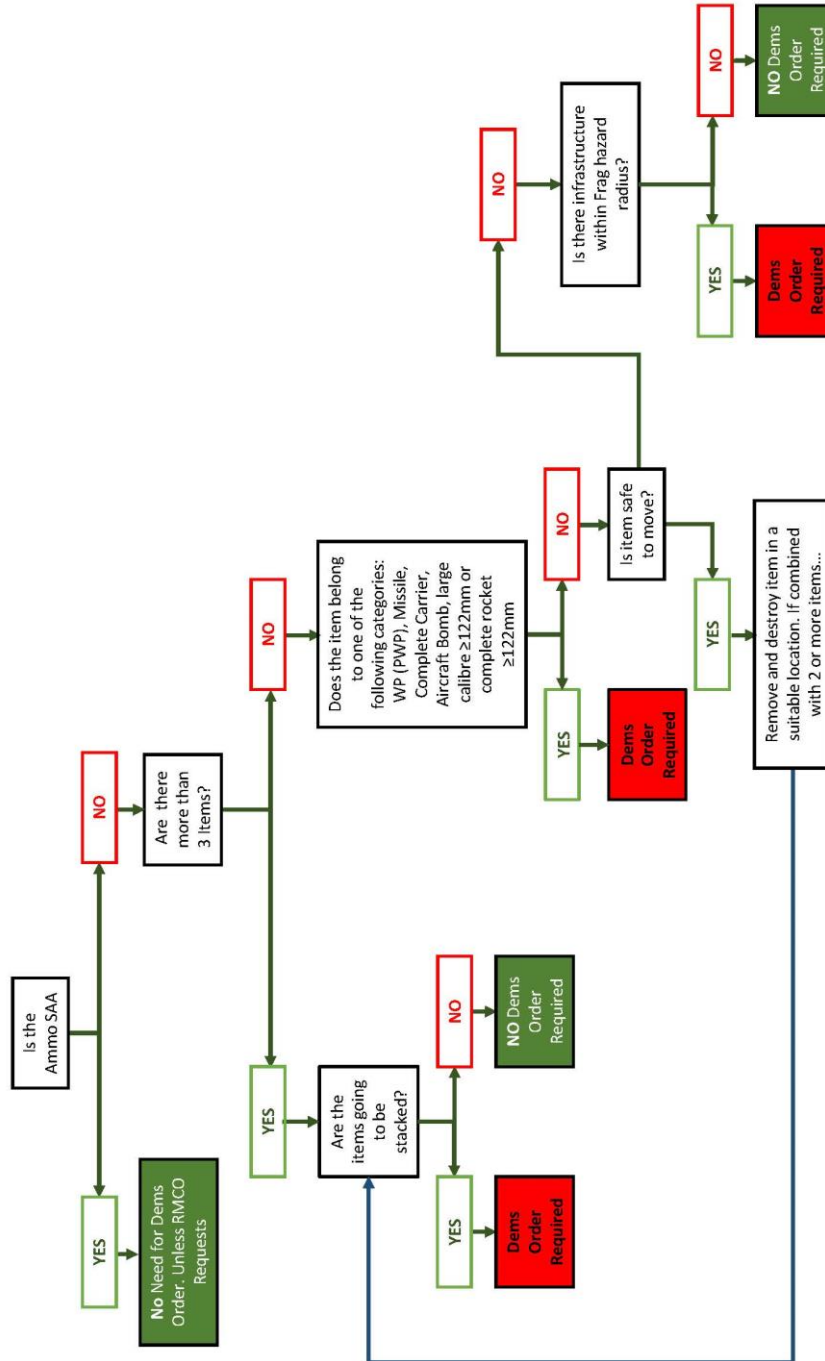 Is the
Ammo SAA
YES
NO
No Need for Dems
Order. Unless RMCO
Requests
Are there
more than
3 Items?
YES
NO
Are the
items going
to be
stacked?
YES
NO
Dems
Order
Required
NO Dems
Order
Required
Does the item belong
to one of the
following categories:
WP (PWP), Missile,
Complete Carrier,
Aircraft Bomb, large
calibre ≥122mm or
complete rocket
≥122mm
YES
NO
Dems
Order
Required
Is item safe
to move?
YES
NO
Remove and destroy item in a
suitable location. If combined
with 2 or more items...
Is there infrastructure
within Frag hazard
radius?
YES
NO
Dems
Order
Required
NO Dems
Order
Required